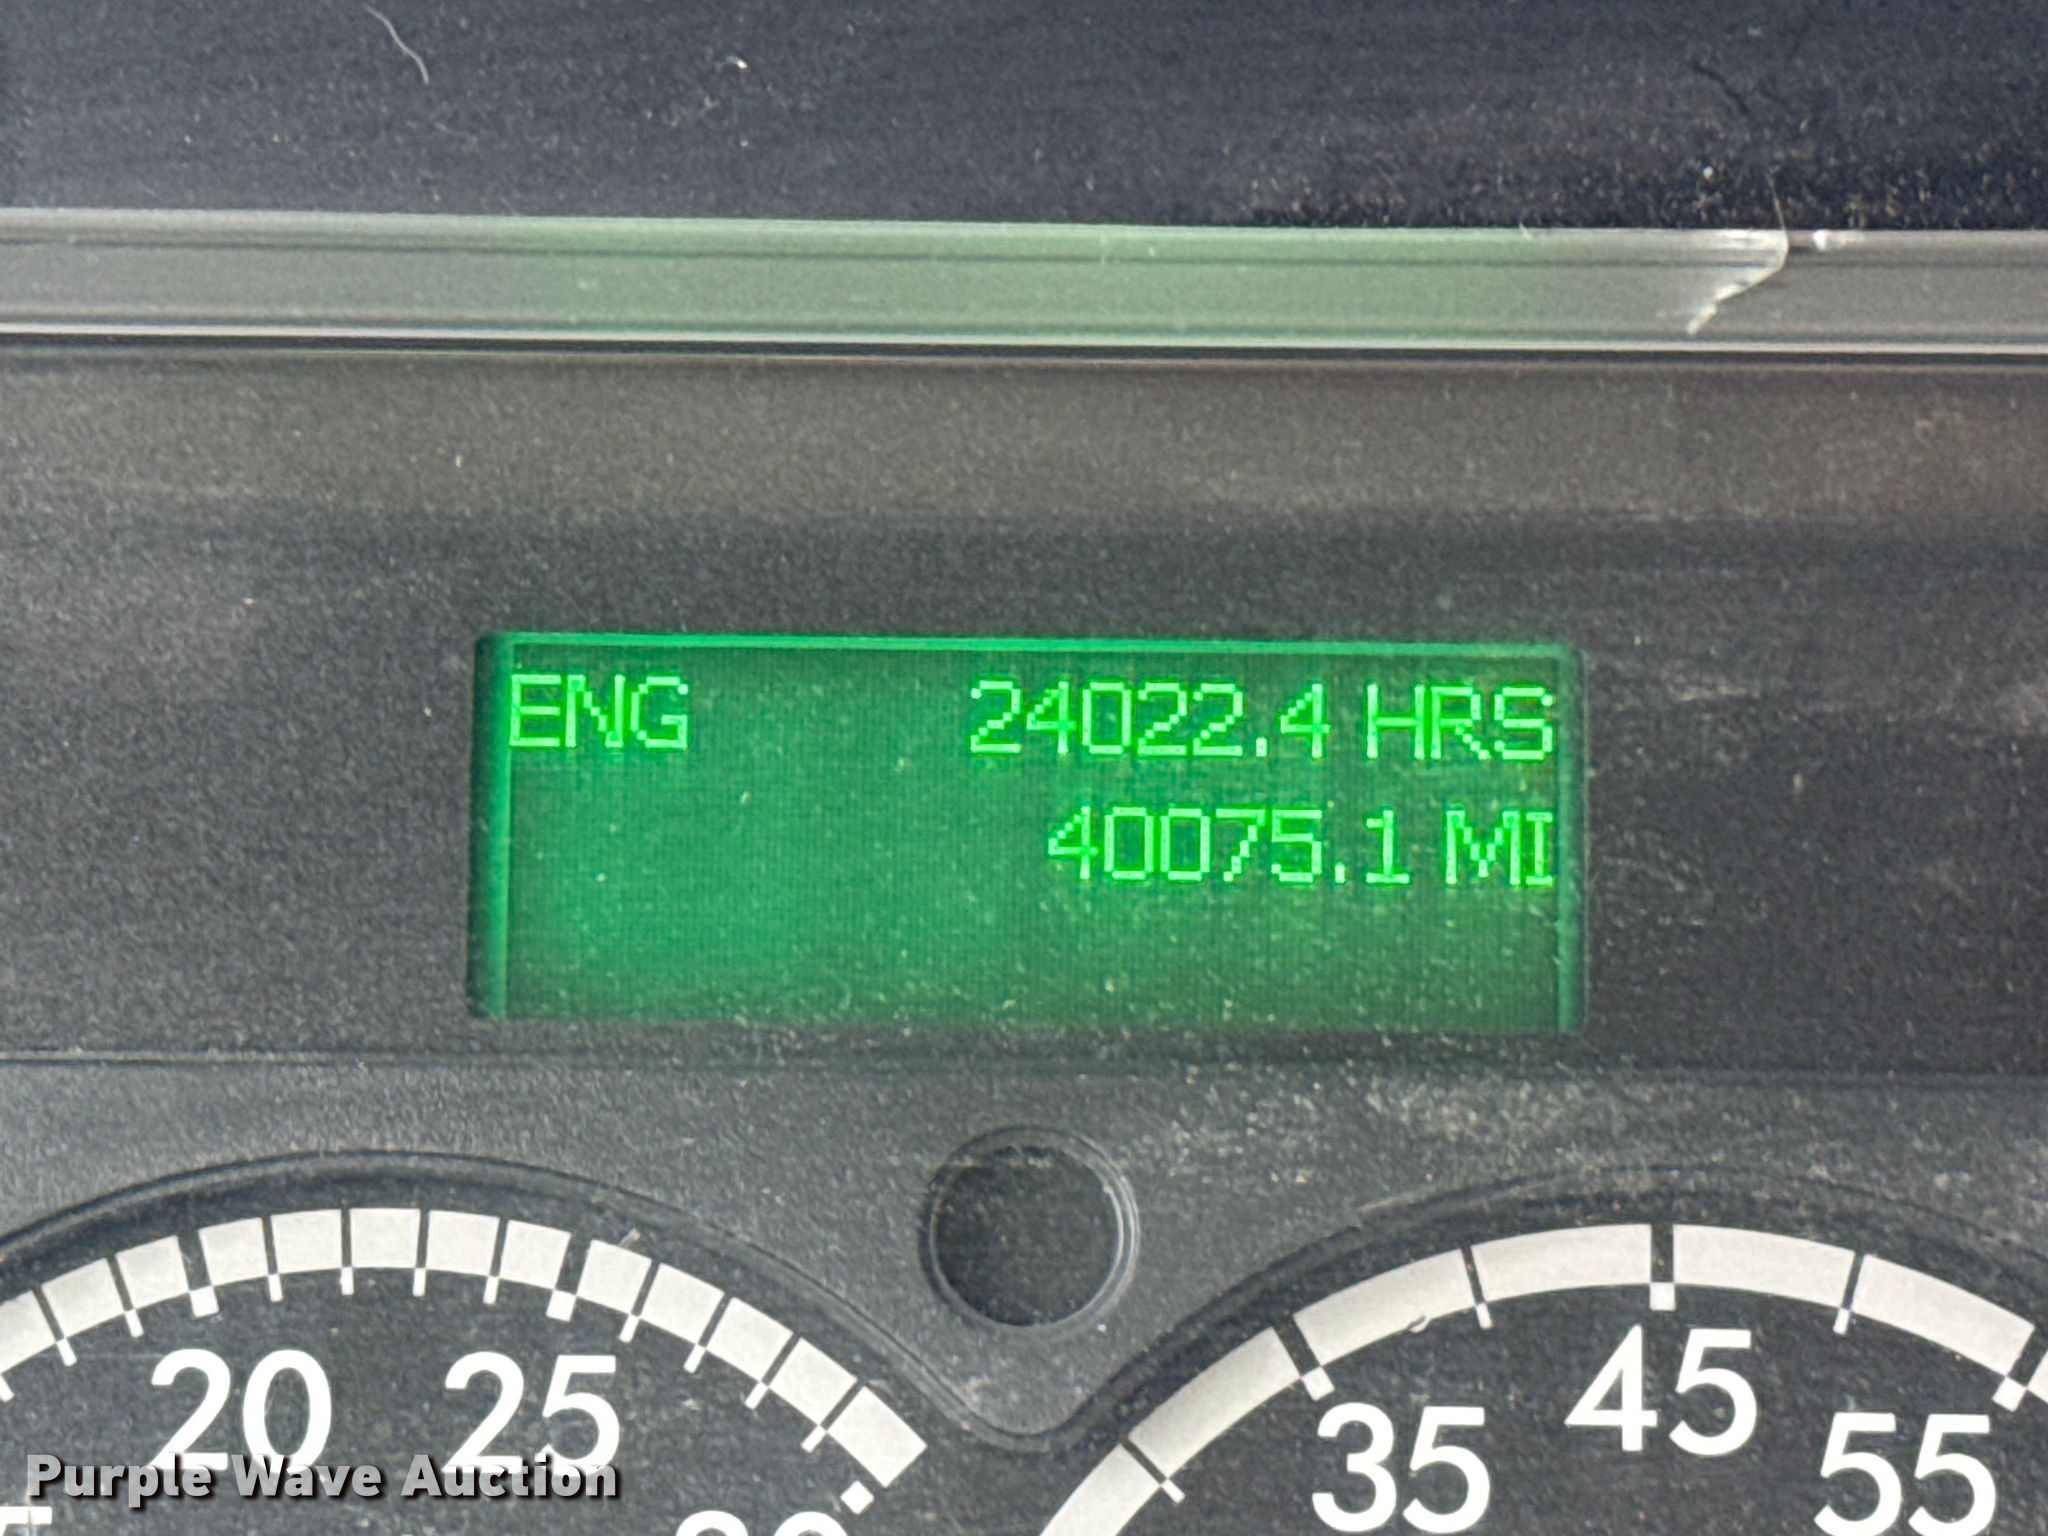 ENG 24022.4 HRS
40075.1 MI
20 25
35 45 55
Purple Wave Auction